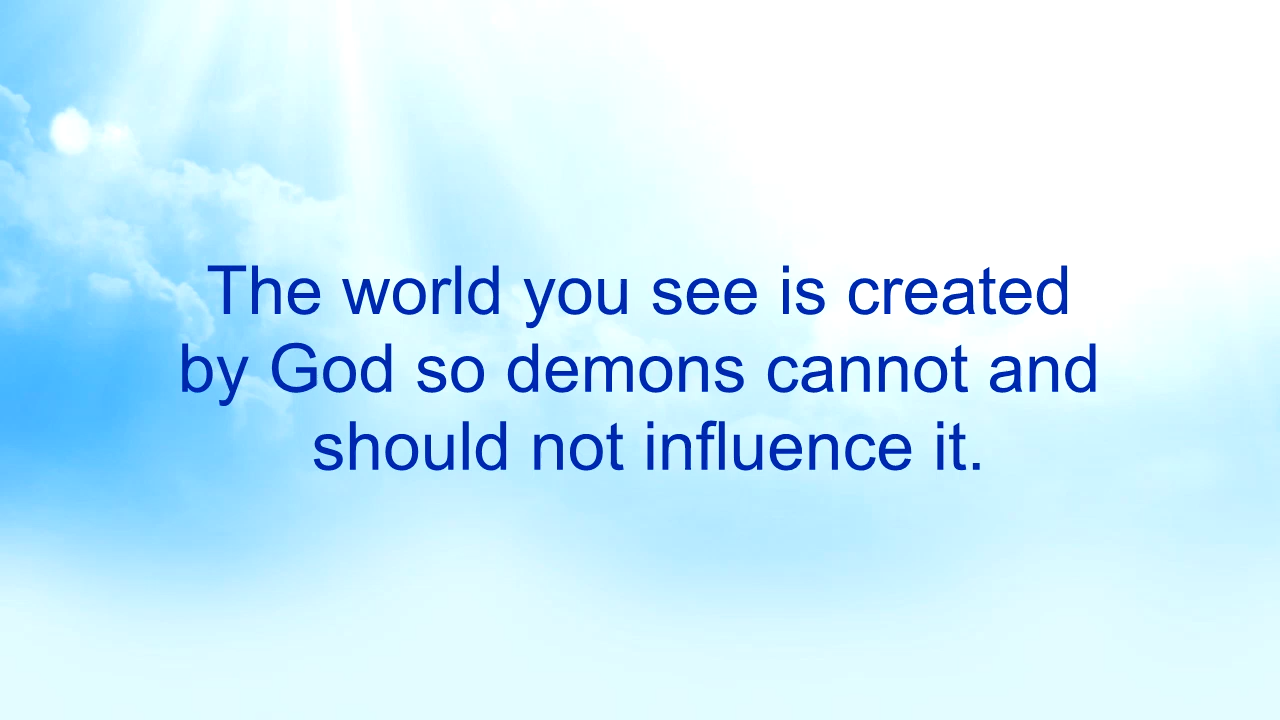 The world you see is created
by God so demons cannot and
should not influence it.